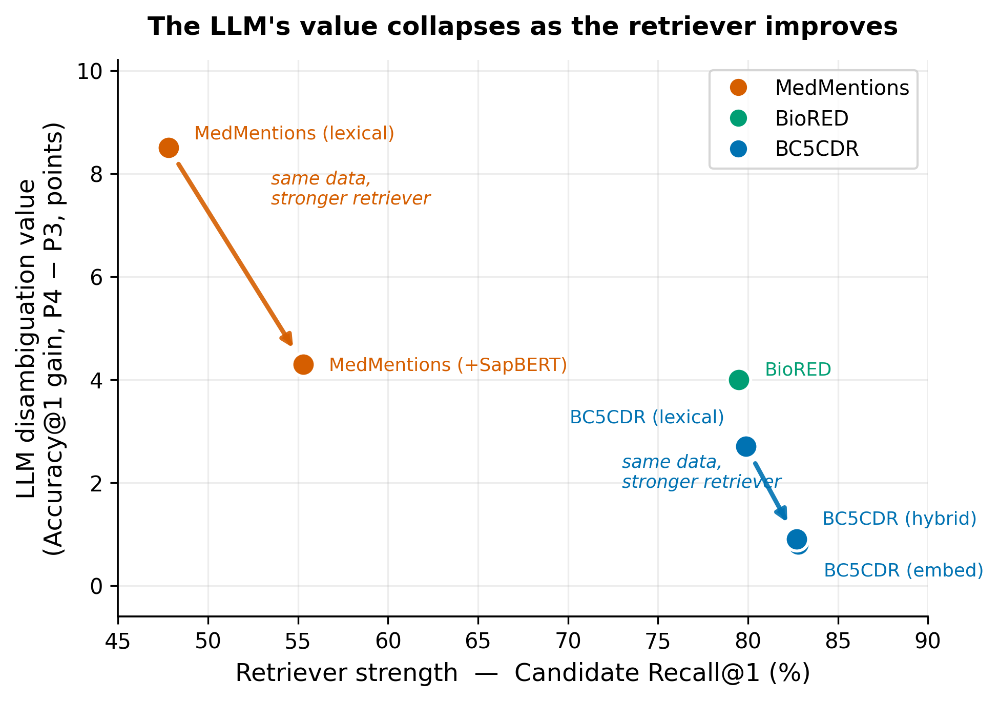 The LLM's value collapses as the retriever improves
LLM disambiguation value
(Accuracy@1 gain, P4 − P3, points)
10
8
6
4
2
0
MedMentions
BioRED
BC5CDR
MedMentions (lexical)
same data,
stronger retriever
MedMentions (+SapBERT)
BioRED
BC5CDR (lexical)
same data,
stronger retriever
BC5CDR (hybrid)
BC5CDR (embed)
45 50 55 60 65 70 75 80 85 90
Retriever strength — Candidate Recall@1 (%)